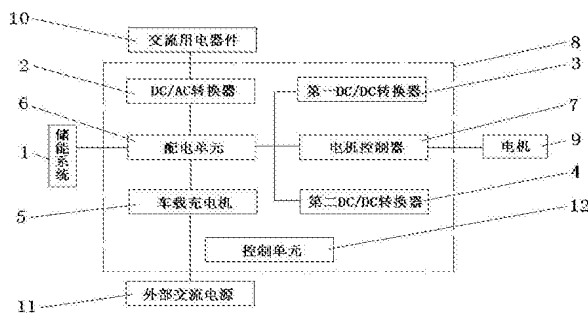 10
交流用电器件
8
2
DC/AC转换器
第一DC/DC转换器
3
6
7
储能系统
1
配电单元
电机控制器
电机
9
5
4
车载充电机
第二DC/DC转换器
12
控制单元
11
外部交流电源